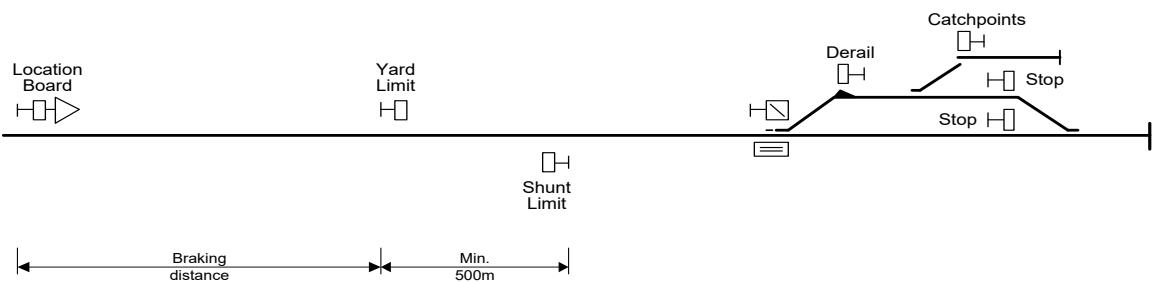 Catchpoints
Derail
Location
Board
Yard
Limit
Stop
Stop
Shunt
Limit
Braking
distance
Min.
500m